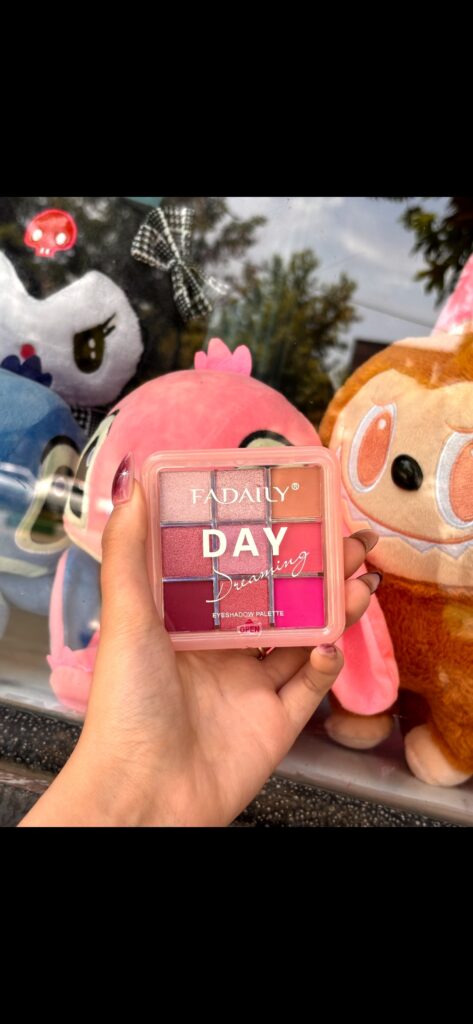 FADAILY®
DAY
Dreaming
EYESHADOW PALETTE
OPEN